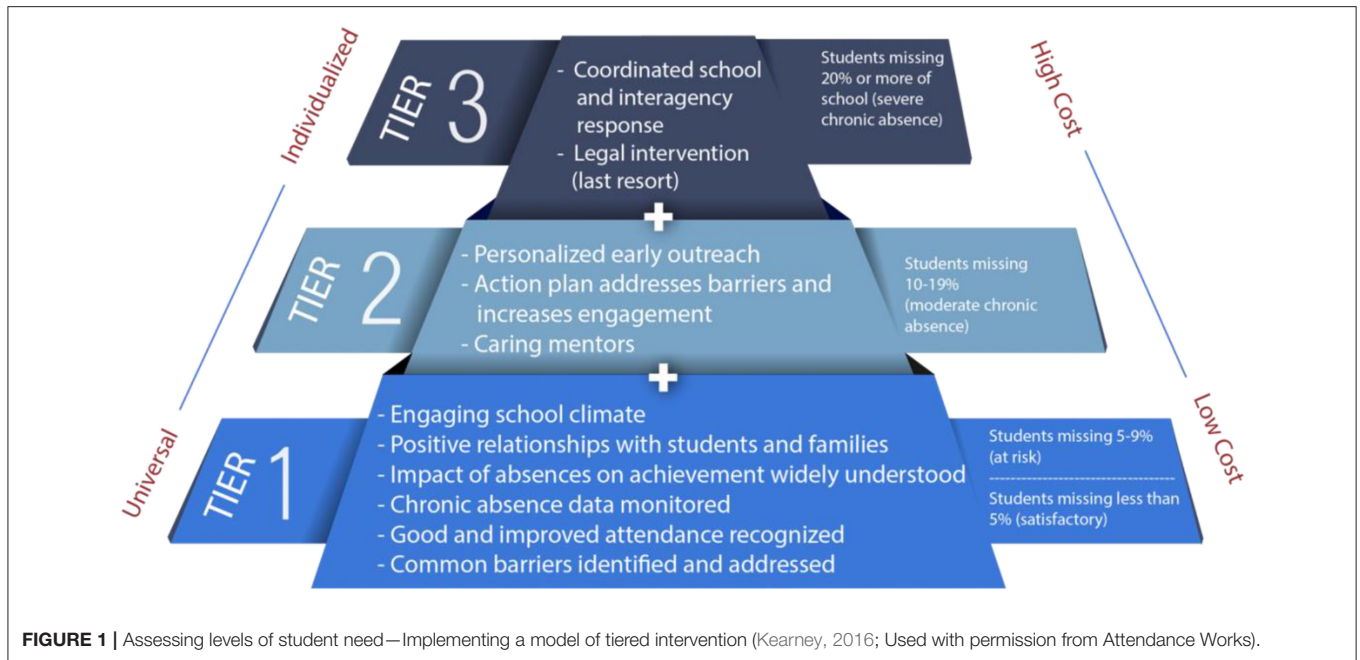 Individualized
Universal
High Cost
Low Cost
TIER 3
- Coordinated school
and interagency
response
- Legal intervention
(last resort)
Students missing
20% or more of
school (severe
chronic absence)
+
TIER 2
- Personalized early outreach
- Action plan addresses barriers and
increases engagement
- Caring mentors
Students missing
10-19%
(moderate chronic
absence)
+
TIER 1
- Engaging school climate
- Positive relationships with students and families
- Impact of absences on achievement widely understood
- Chronic absence data monitored
- Good and improved attendance recognized
- Common barriers identified and addressed
Students missing 5-9%
(at risk)
Students missing less than
5% (satisfactory)
FIGURE 1 | Assessing levels of student need—Implementing a model of tiered intervention (Kearney, 2016; Used with permission from Attendance Works).